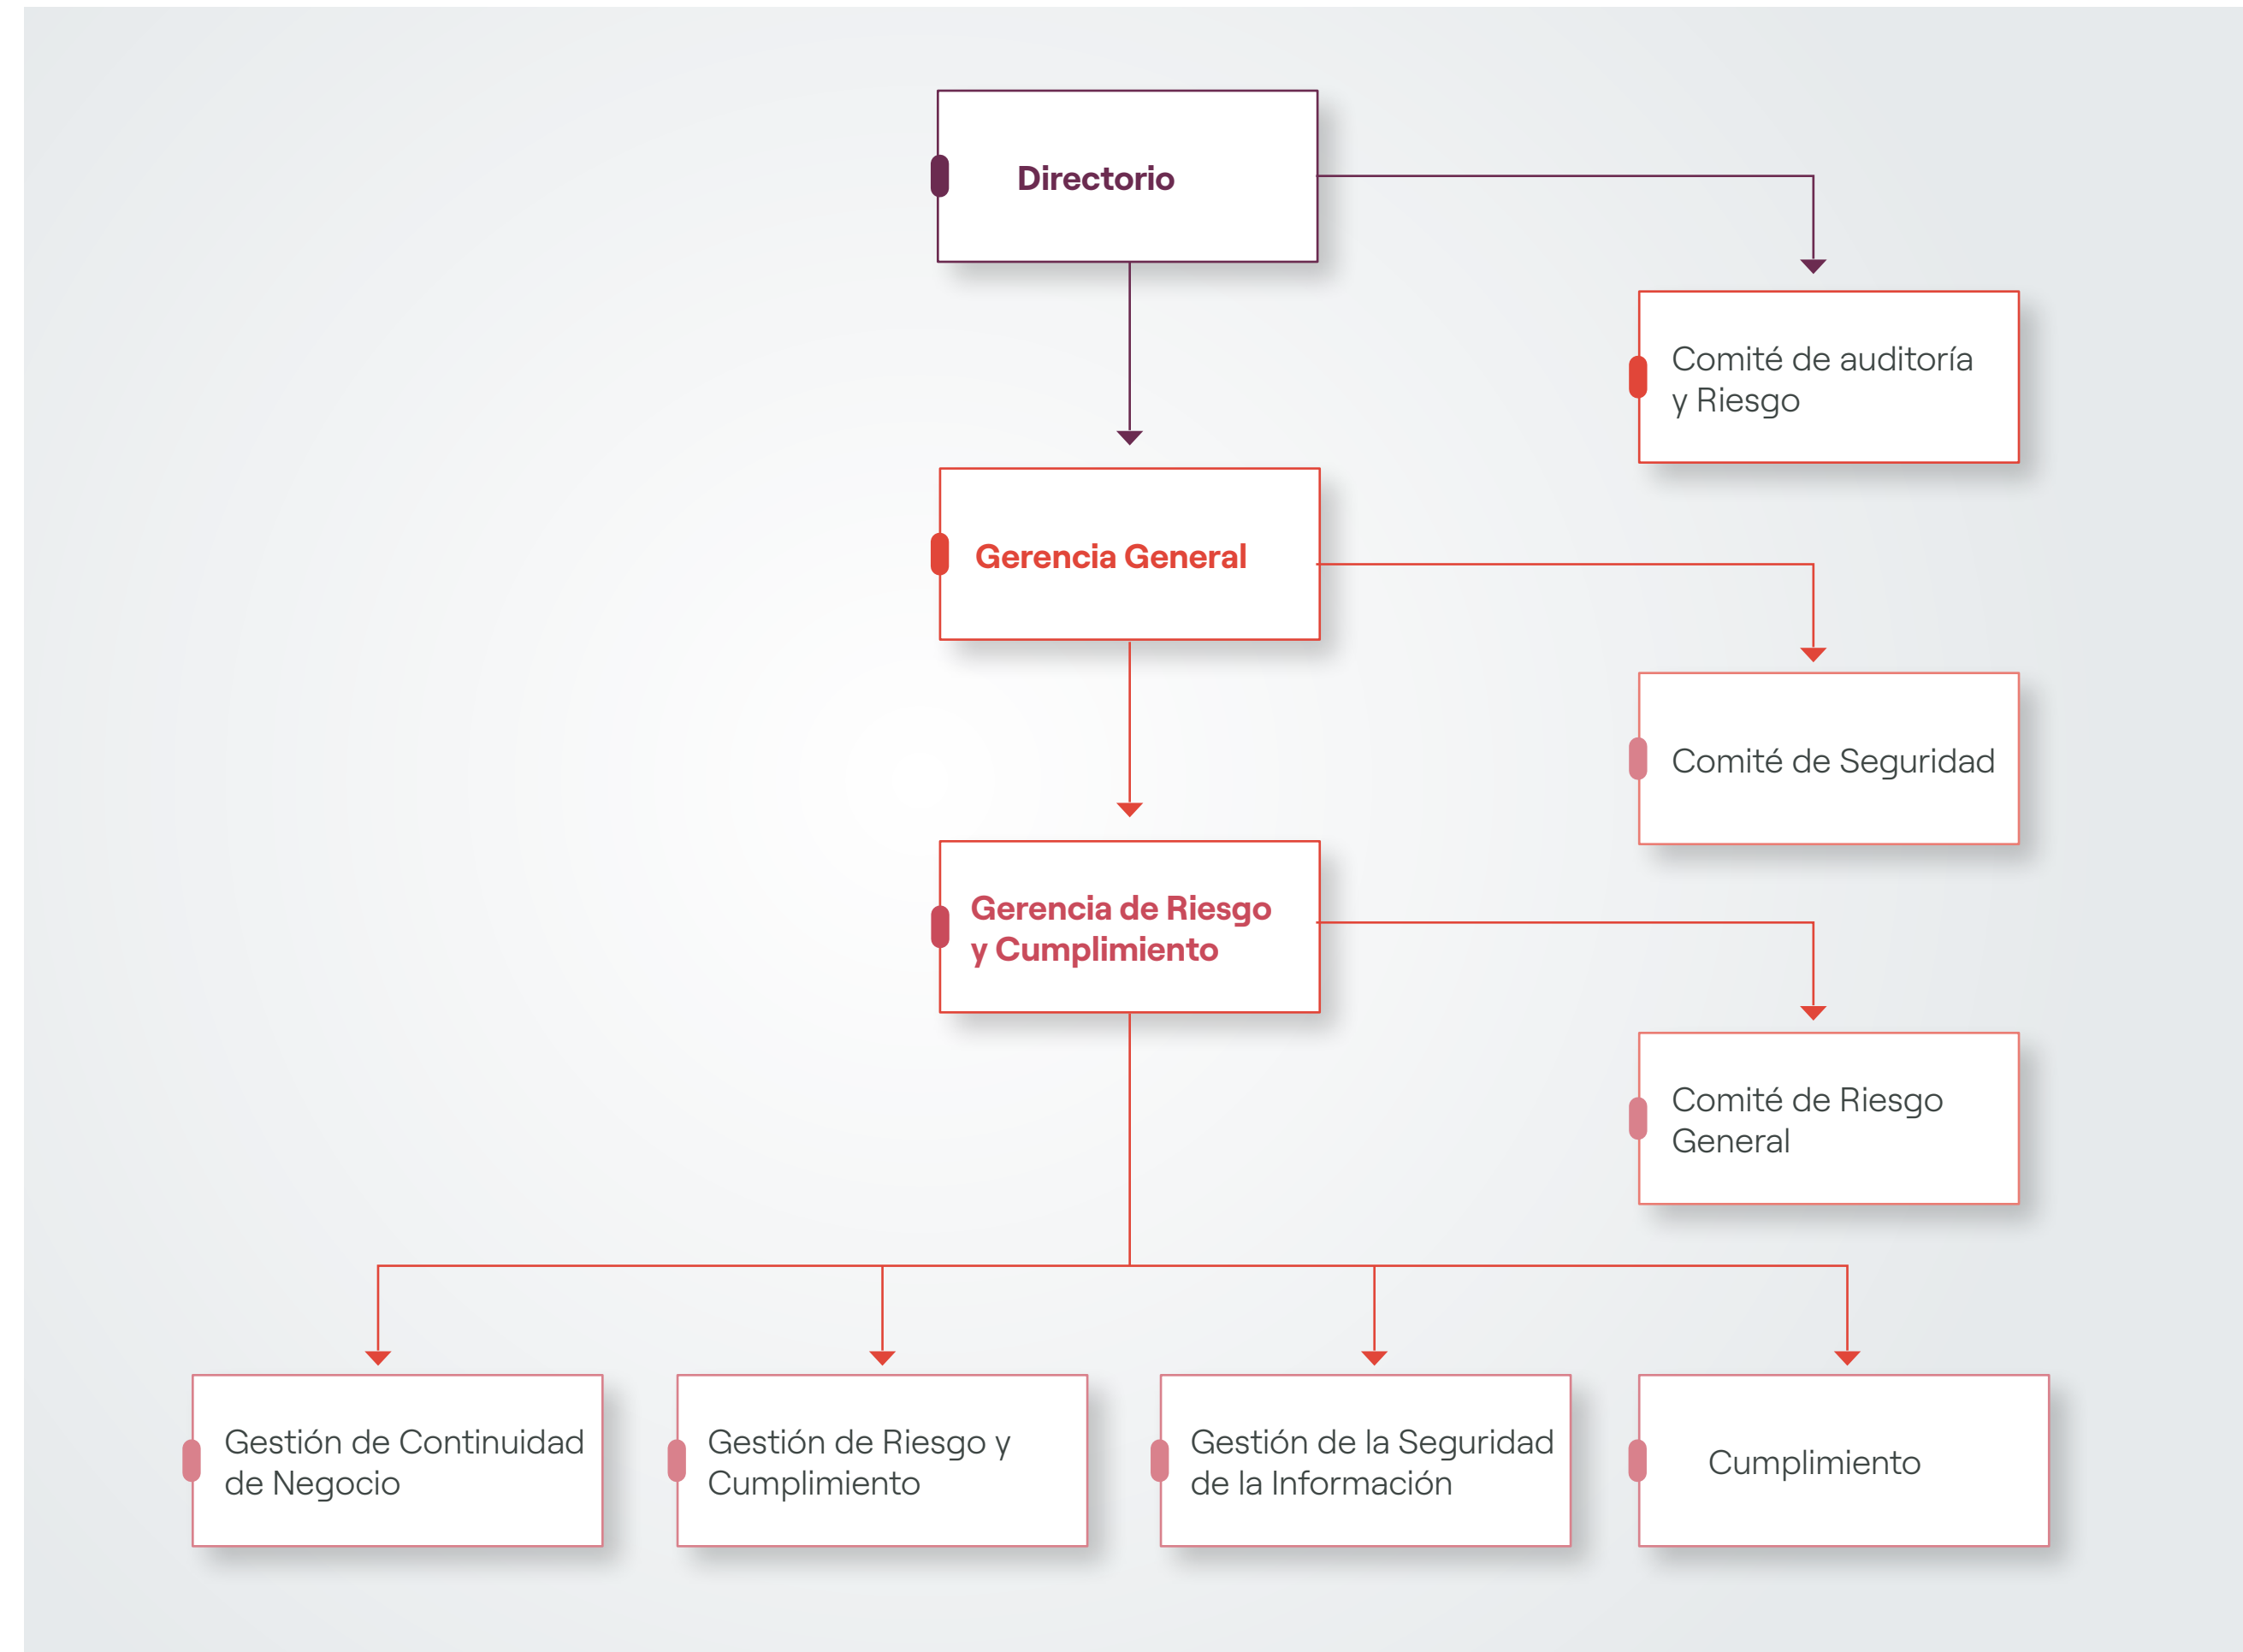 Directorio
Comité de auditoría
y Riesgo
Gerencia General
Comité de Seguridad
Gerencia de Riesgo
y Cumplimiento
Comité de Riesgo
General
Gestión de Continuidad
de Negocio
Gestión de Riesgo y
Cumplimiento
Gestión de la Seguridad
de la Información
Cumplimiento